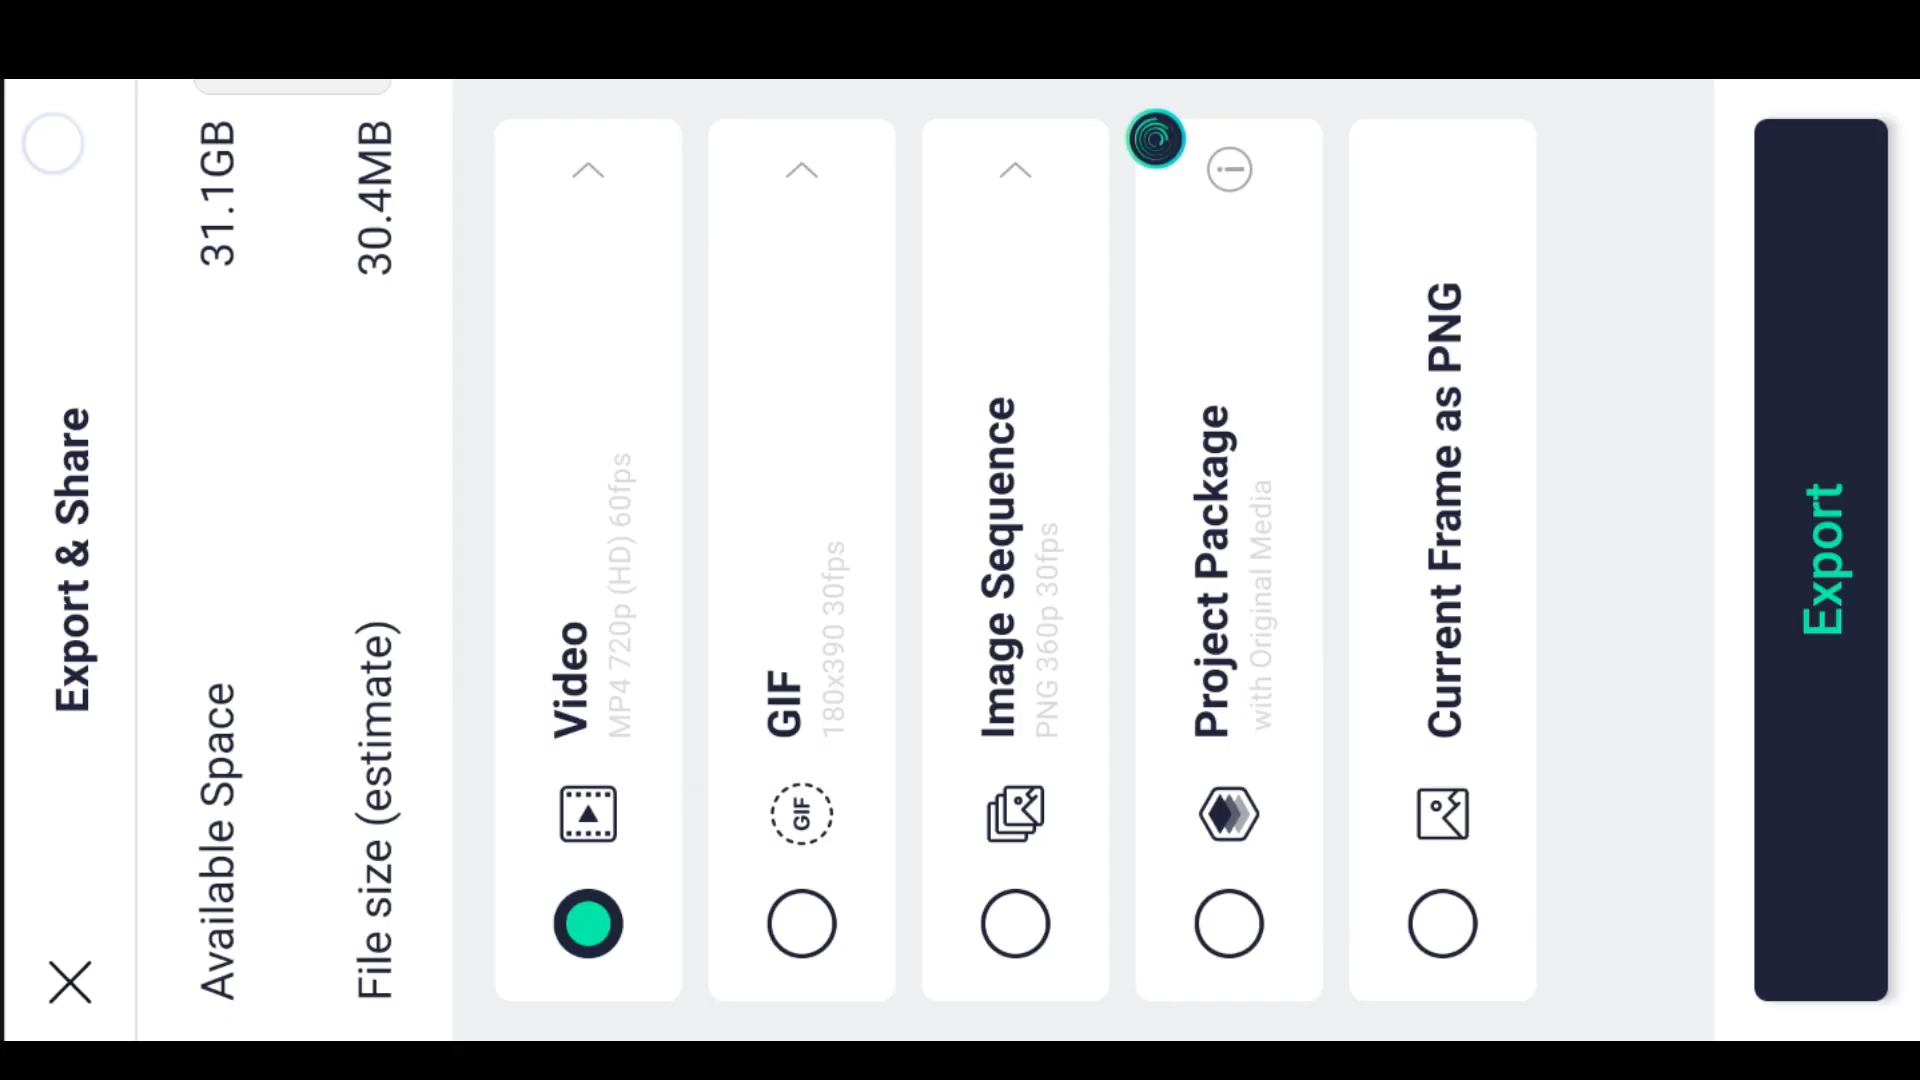 Export & Share
Available Space 31.1GB
File size (estimate) 30.4MB
Video
MP4 720p (HD) 60fps
GIF
GIF
180x390 30fps
Image Sequence
PNG 360p 30fps
Project Package
with Original Media
Current Frame as PNG
Export